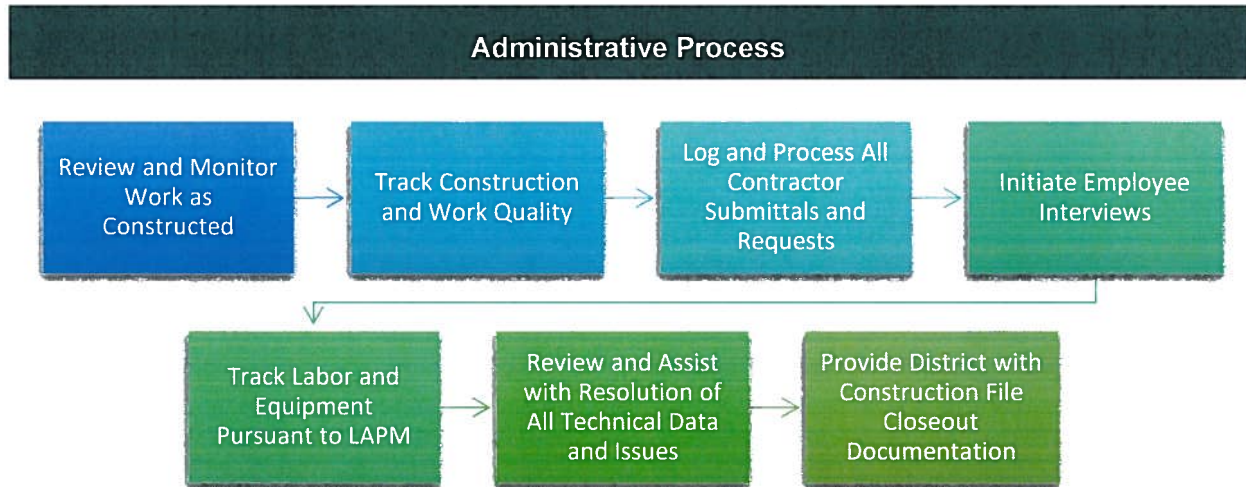 Administrative Process
Review and Monitor
Work as
Constructed
Track Construction
and Work Quality
Log and Process All
Contractor
Submittals and
Requests
Initiate Employee
Interviews
Track Labor and
Equipment
Pursuant to LAPM
Review and Assist
with Resolution of
All Technical Data
and Issues
Provide District with
Construction File
Closeout
Documentation